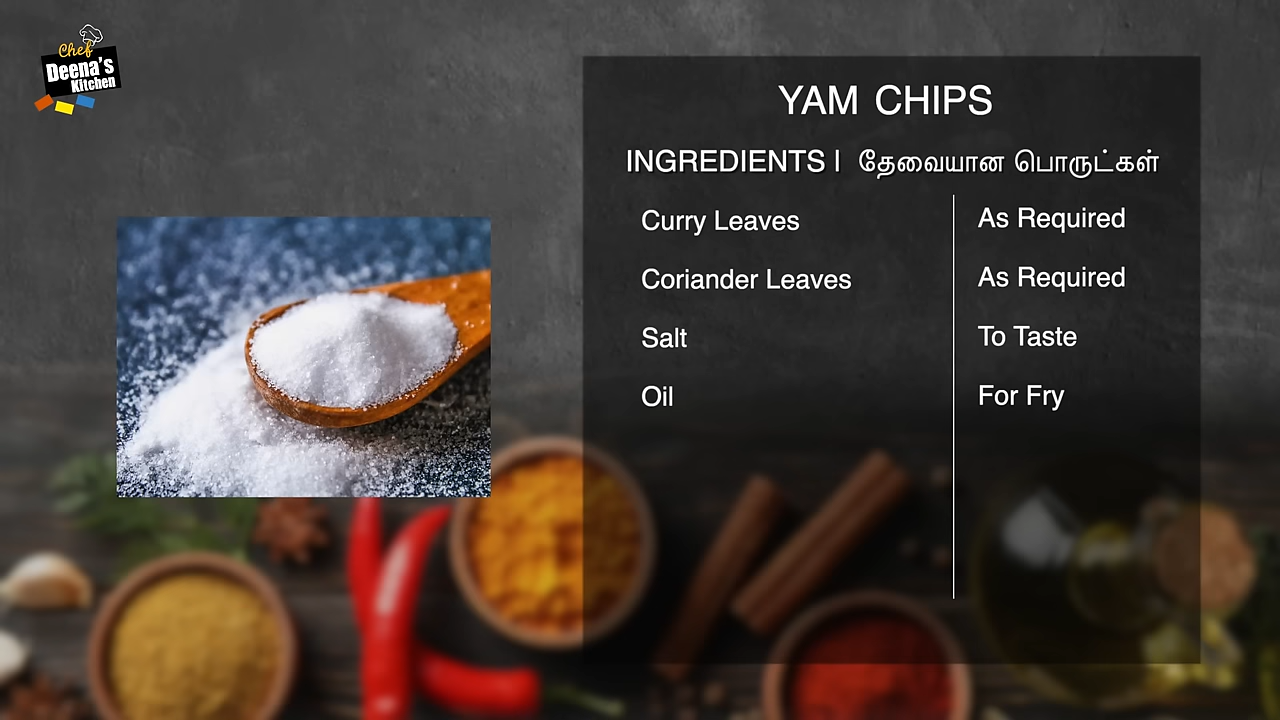 Chef
Deena's
Kitchen
YAM CHIPS
INGREDIENTS | தேவையான பொருட்கள்
Curry Leaves As Required
Coriander Leaves As Required
Salt To Taste
Oil For Fry